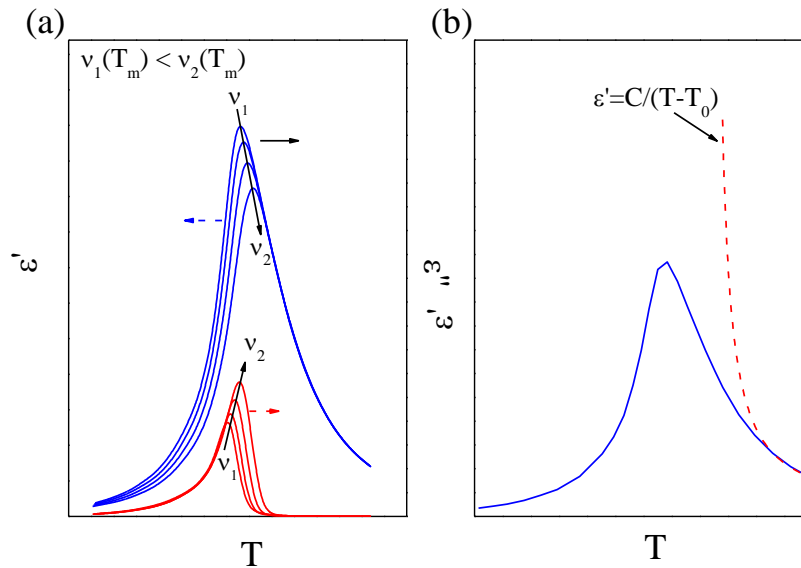 (a)
ν₁(Tₘ) < ν₂(Tₘ)
ν₁
ν₂
ν₂
ν₁
ε'
T
ε"
(b)
ε'=C/(T-T₀)
ε'
T